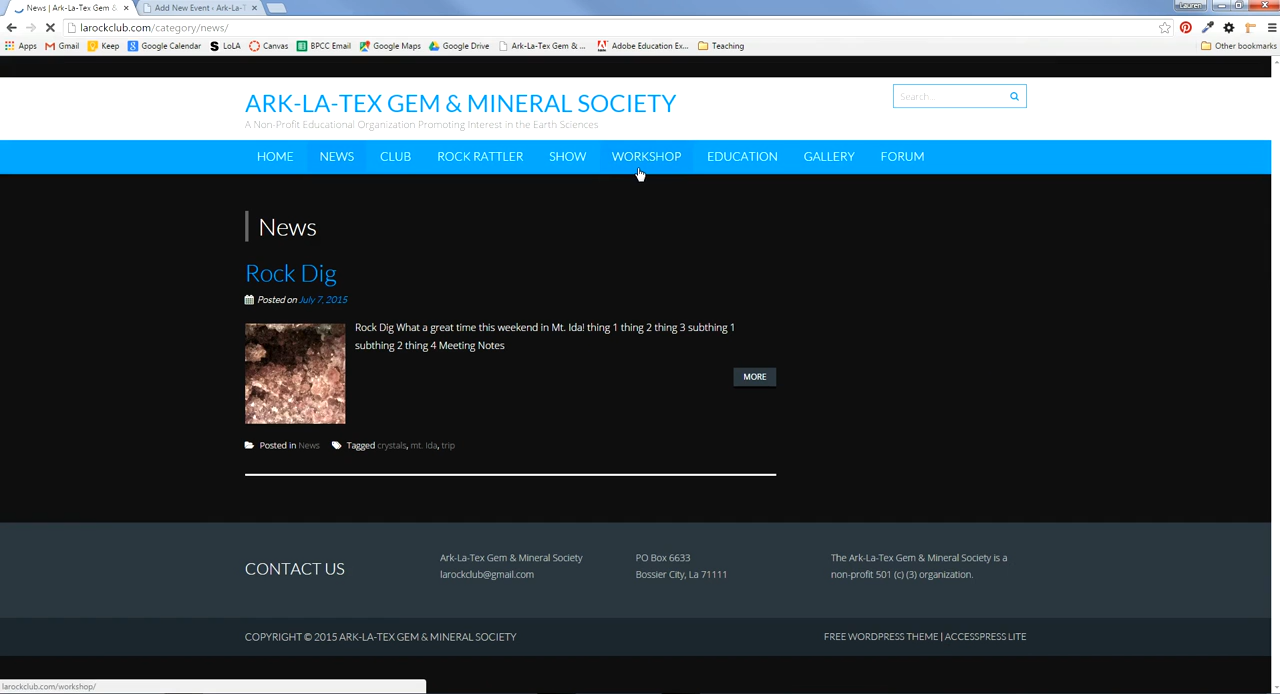 News | Ark-La-Tex Gem &
Add New Event ‹ Ark-La-T
Lauren
larockclub.com/category/news/
Apps
Gmail
Keep
Google Calendar
LoLA
Canvas
BPCC Email
Google Maps
Google Drive
Ark-La-Tex Gem & ...
Adobe Education Ex...
Teaching
Other bookmarks
ARK-LA-TEX GEM & MINERAL SOCIETY
A Non-Profit Educational Organization Promoting Interest in the Earth Sciences
Search...
HOME NEWS CLUB ROCK RATTLER SHOW WORKSHOP EDUCATION GALLERY FORUM
News
Rock Dig
Posted on July 7, 2015
Rock Dig What a great time this weekend in Mt. Ida! thing 1 thing 2 thing 3 subthing 1
subthing 2 thing 4 Meeting Notes
MORE
Posted in News Tagged crystals, mt. Ida, trip
CONTACT US
Ark-La-Tex Gem & Mineral Society
larockclub@gmail.com
PO Box 6633
Bossier City, La 71111
The Ark-La-Tex Gem & Mineral Society is a
non-profit 501 (c) (3) organization.
COPYRIGHT © 2015 ARK-LA-TEX GEM & MINERAL SOCIETY
FREE WORDPRESS THEME | ACCESSPRESS LITE
larockclub.com/workshop/